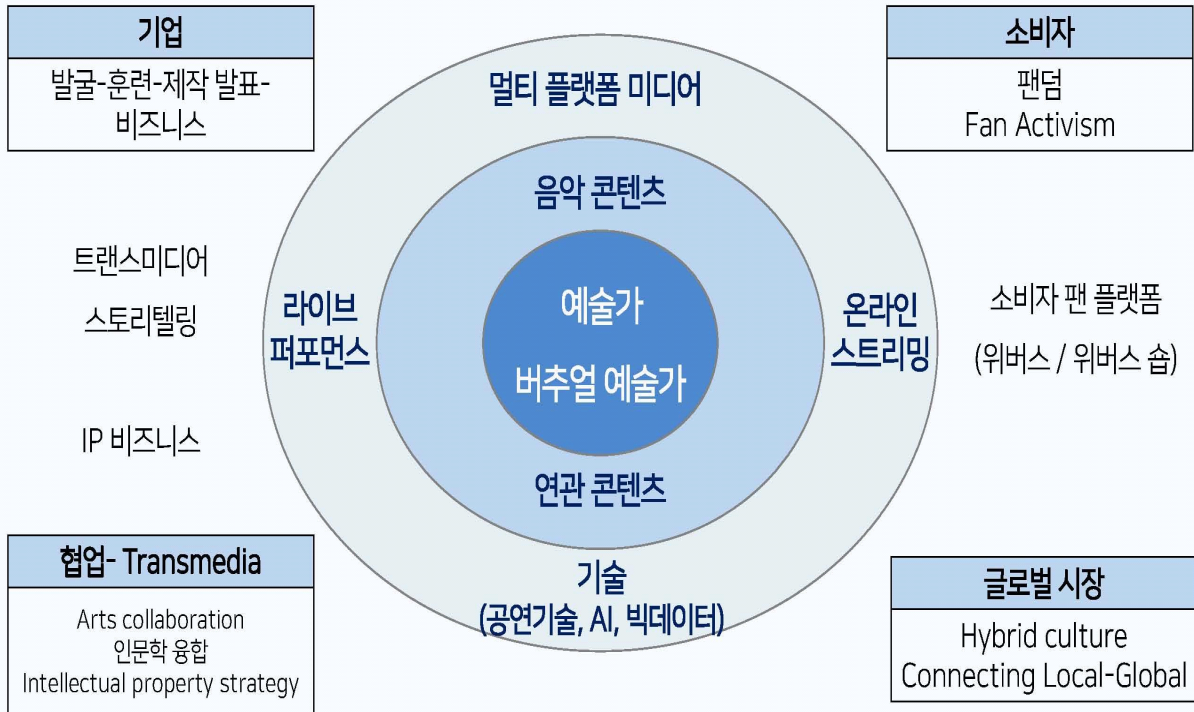 기업
발굴-훈련-제작 발표-
비즈니스
소비자
팬덤
Fan Activism
멀티 플랫폼 미디어
음악 콘텐츠
트랜스미디어
스토리텔링
IP 비즈니스
라이브
퍼포먼스
예술가
버추얼 예술가
온라인
스트리밍
소비자 팬 플랫폼
(위버스 / 위버스 숍)
연관 콘텐츠
기술
(공연기술, AI, 빅데이터)
협업- Transmedia
Arts collaboration
인문학 융합
Intellectual property strategy
글로벌 시장
Hybrid culture
Connecting Local-Global